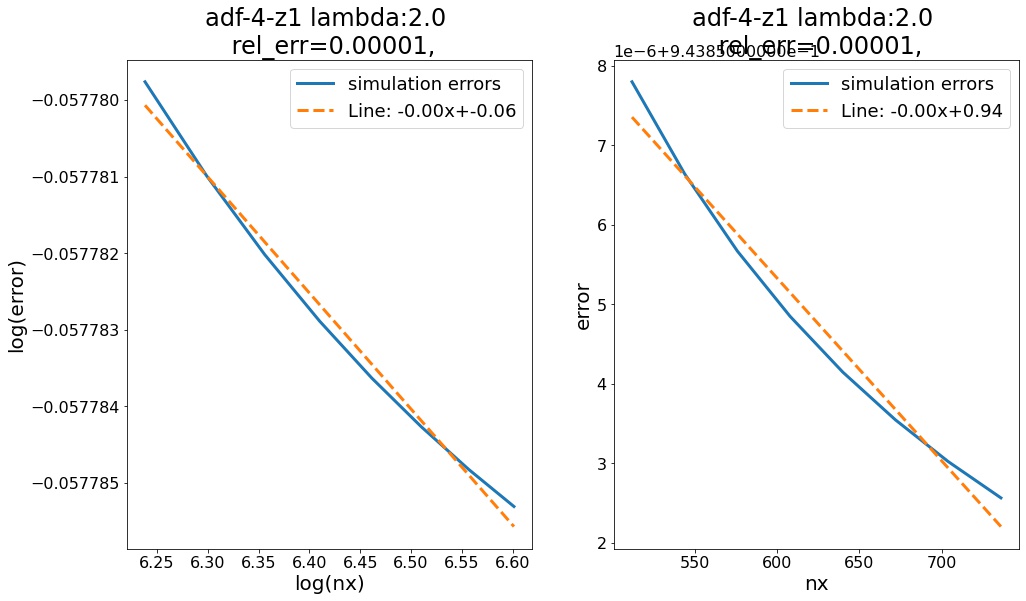 adf-4-z1 lambda:2.0
rel_err=0.00001,
simulation errors
Line: -0.00x+-0.06
−0.057780
−0.057781
−0.057782
−0.057783
−0.057784
−0.057785
log(error)
6.25 6.30 6.35 6.40 6.45 6.50 6.55 6.60
log(nx)
adf-4-z1 lambda:2.0
rel_err=0.00001,
1e−6+9.4385000000e−1
simulation errors
Line: -0.00x+0.94
8
7
6
5
4
3
2
error
550 600 650 700
nx